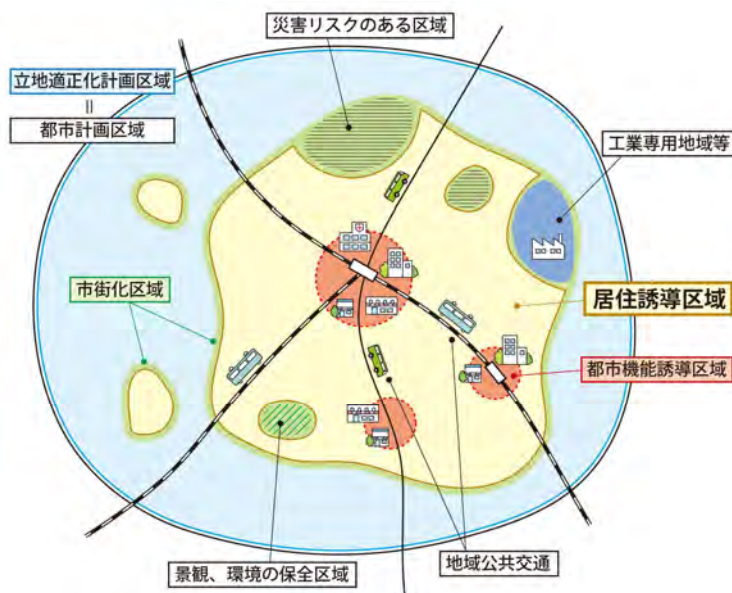 災害リスクのある区域
立地適正化計画区域
=
都市計画区域
工業専用地域等
市街化区域
居住誘導区域
都市機能誘導区域
景観、環境の保全区域
地域公共交通